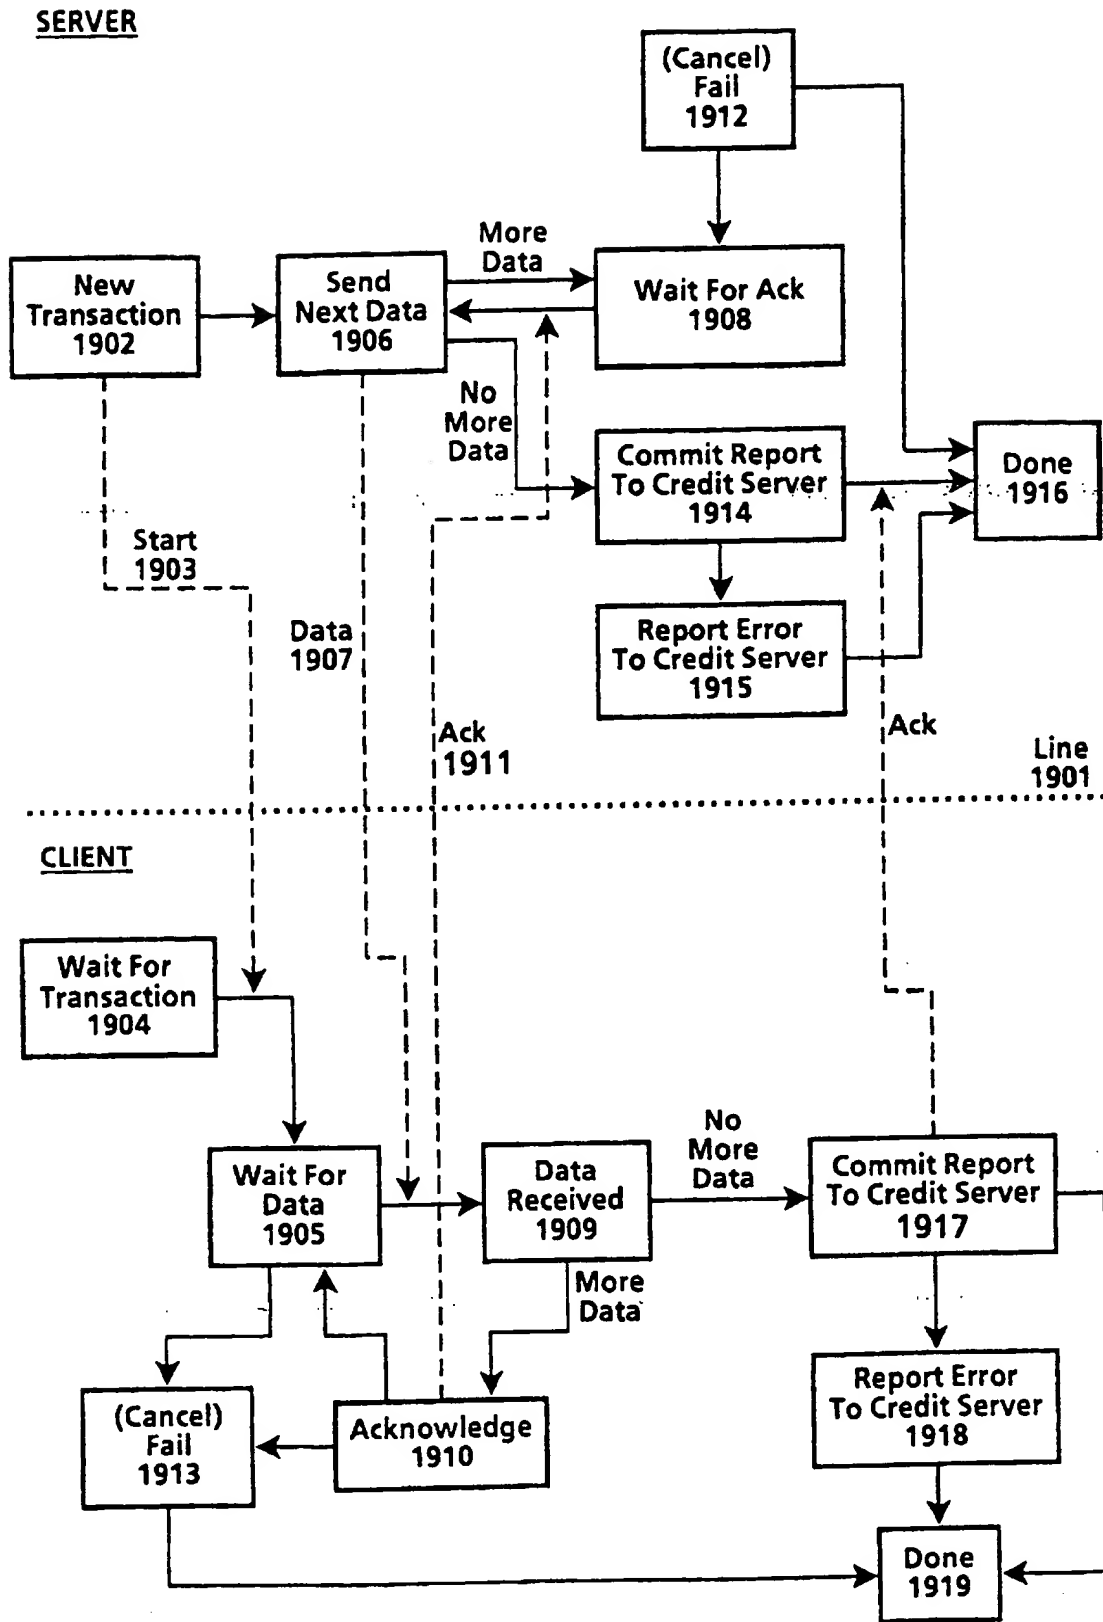 SERVER
(Cancel)
Fail
1912
More
Data
New
Transaction
1902
Send
Next Data
1906
Wait For Ack
1908
No
More
Data
Commit Report
To Credit Server
1914
Done
1916
Start
1903
Data
1907
Report Error
To Credit Server
1915
Ack
1911
Ack
Line
1901
CLIENT
Wait For
Transaction
1904
Wait For
Data
1905
Data
Received
1909
No
More
Data
Commit Report
To Credit Server
1917
More
Data
(Cancel)
Fail
1913
Acknowledge
1910
Report Error
To Credit Server
1918
Done
1919